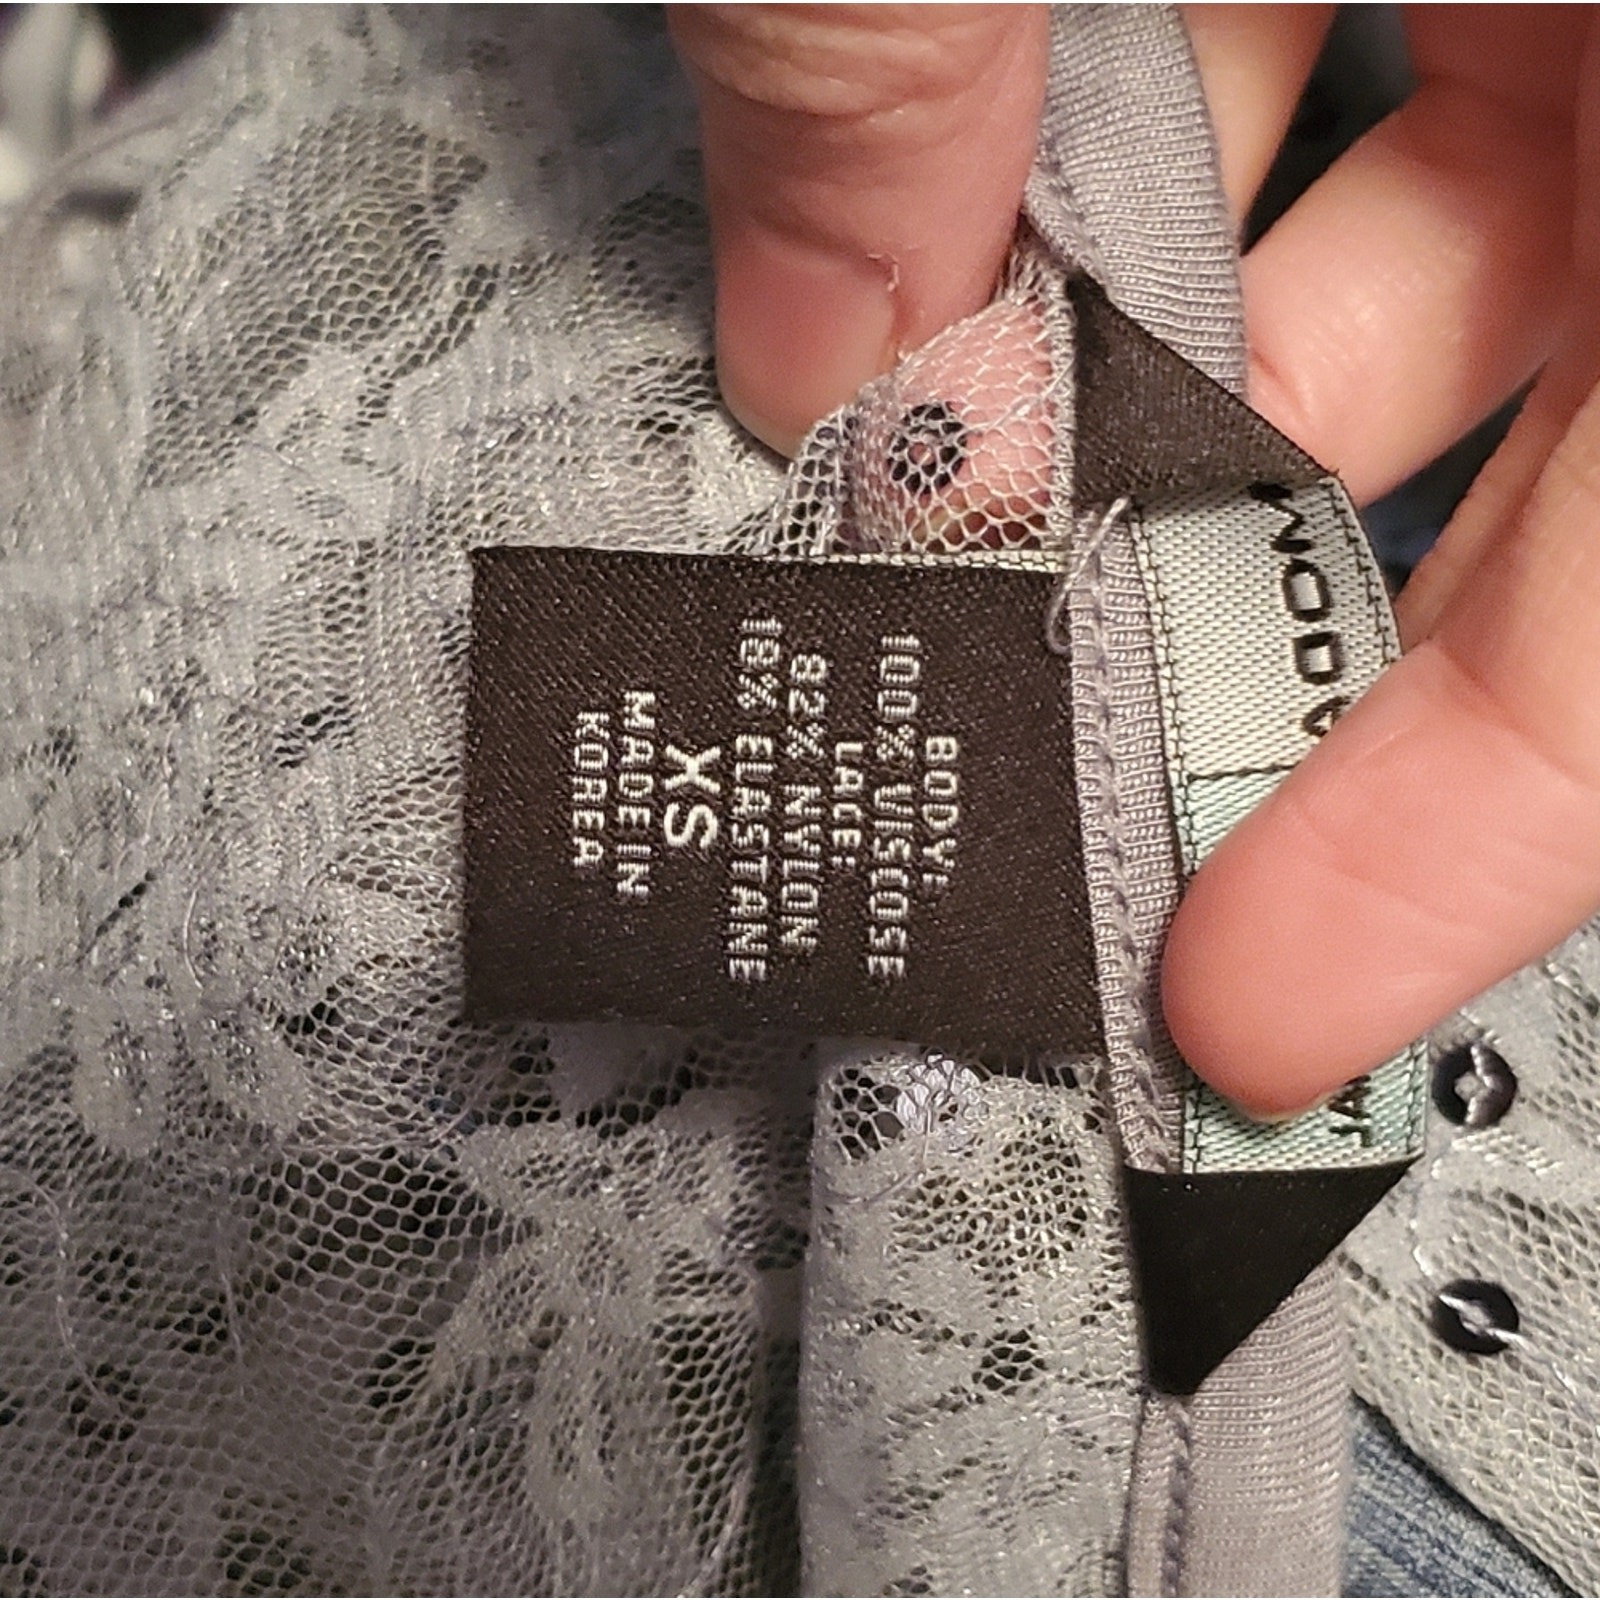 BODY:
100% VISCOSE
LACE:
82% NYLON
18% ELASTANE
XS
MADE IN
KOREA